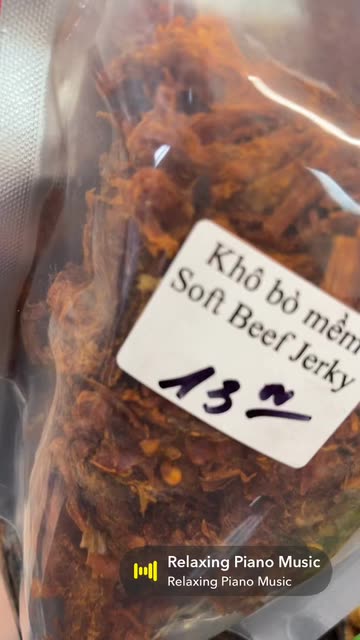 Khô bò mềm
Soft Beef Jerky
13
Relaxing Piano Music
Relaxing Piano Music